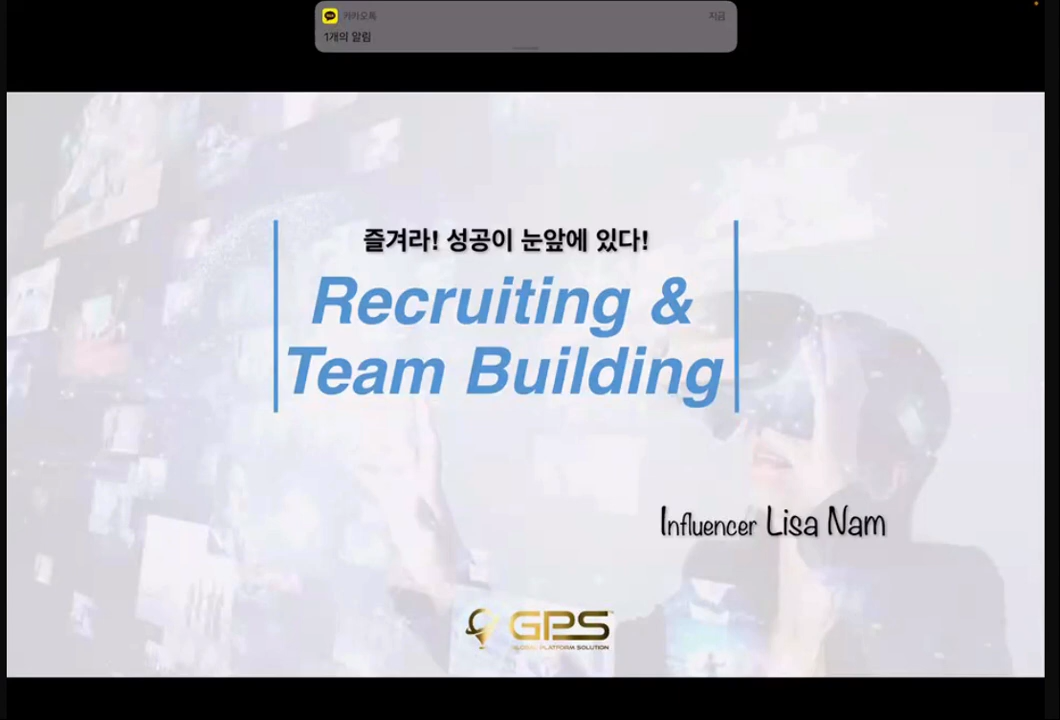 카카오톡 지금
1개의 알림
즐겨라! 성공이 눈앞에 있다!
Recruiting &
Team Building
Influencer Lisa Nam
GPS
GLOBAL PLATFORM SOLUTION